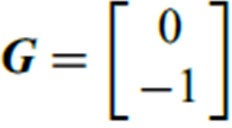 G = [ 0
-1 ]